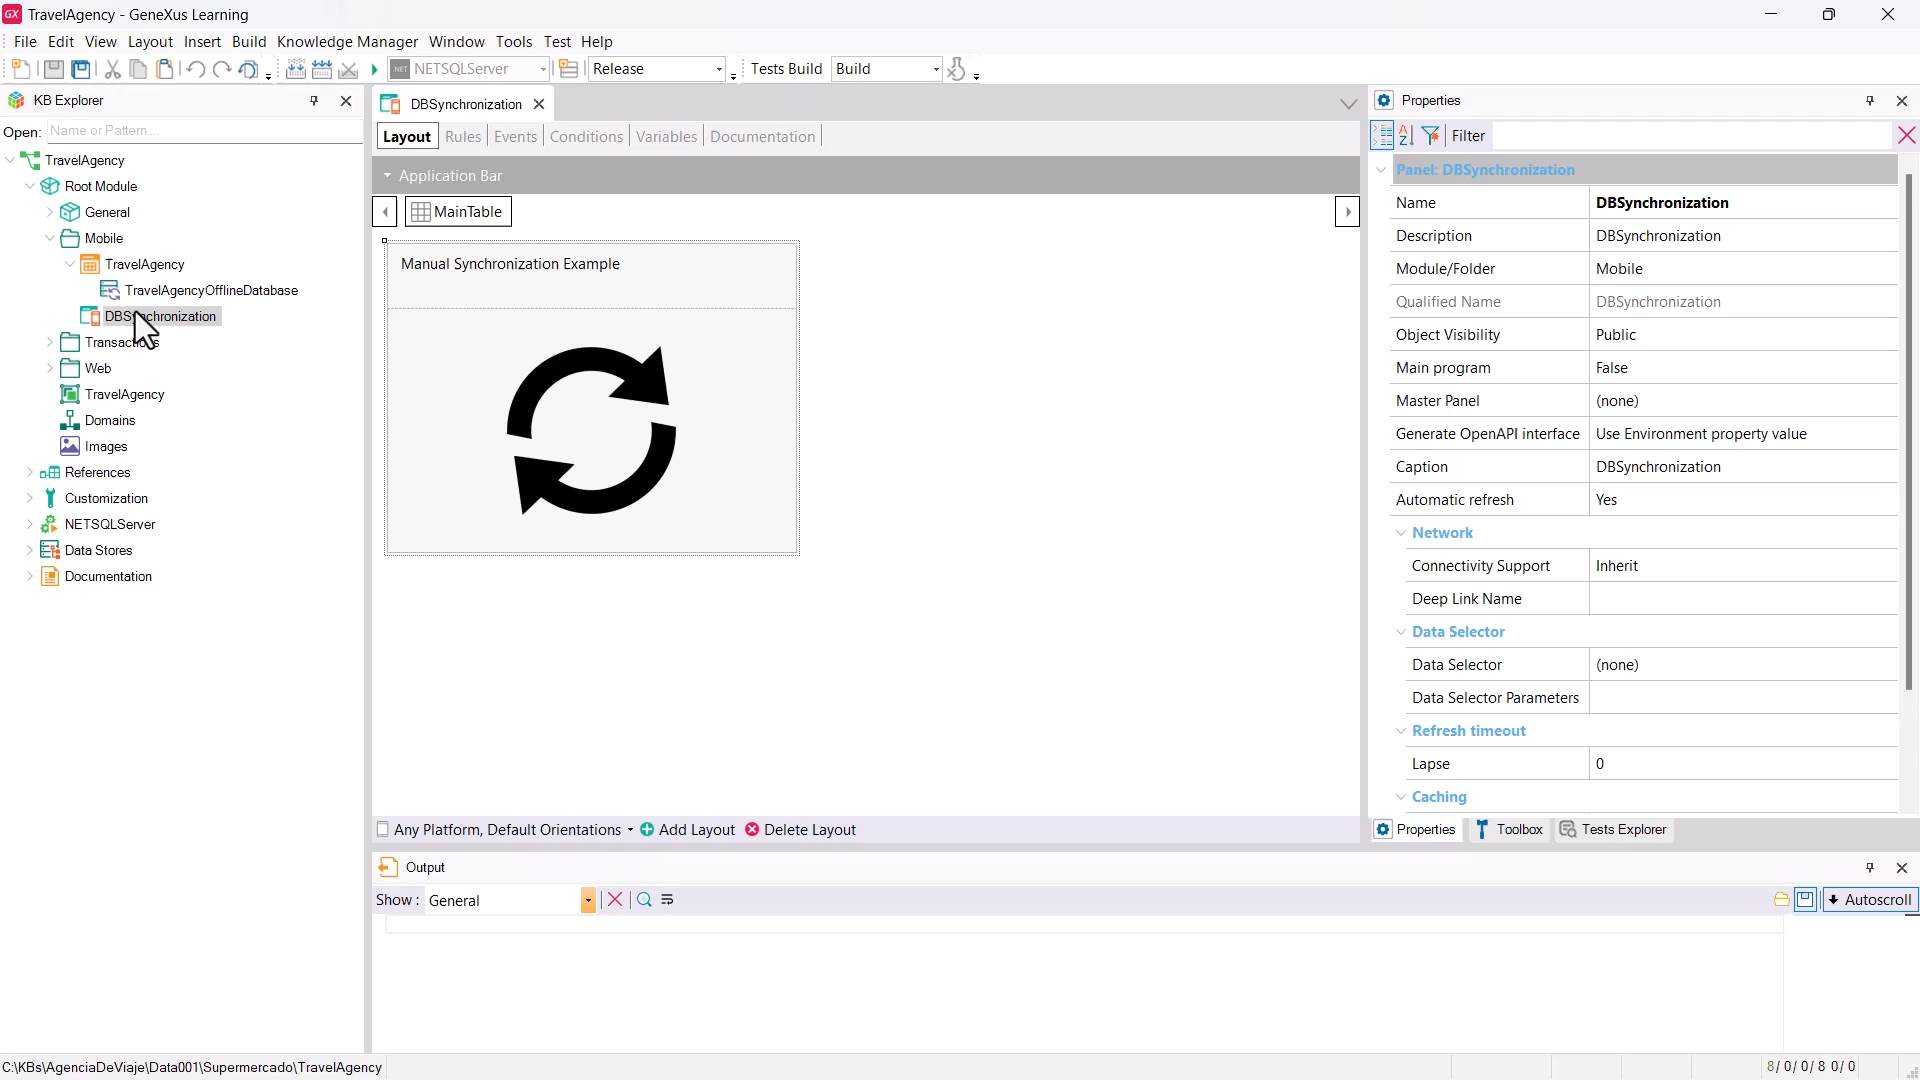 TravelAgency - GeneXus Learning
File Edit View Layout Insert Build Knowledge Manager Window Tools Test Help
NETSQLServer Release Tests Build Build
KB Explorer
Open: Name or Pattern ...
TravelAgency
Root Module
General
Mobile
TravelAgency
TravelAgencyOfflineDatabase
DBSynchronization
Transactions
Web
TravelAgency
Domains
Images
References
Customization
NETSQLServer
Data Stores
Documentation
DBSynchronization
Layout Rules Events Conditions Variables Documentation
Application Bar
MainTable
Manual Synchronization Example
Any Platform, Default Orientations Add Layout Delete Layout
Properties
Filter
Panel: DBSynchronization
Name DBSynchronization
Description DBSynchronization
Module/Folder Mobile
Qualified Name DBSynchronization
Object Visibility Public
Main program False
Master Panel (none)
Generate OpenAPI interface Use Environment property value
Caption DBSynchronization
Automatic refresh Yes
Network
Connectivity Support Inherit
Deep Link Name
Data Selector
Data Selector (none)
Data Selector Parameters
Refresh timeout
Lapse 0
Caching
Properties Toolbox Tests Explorer
Output
Show: General
Autoscroll
C:\KBs\AgenciaDeViaje\Data001\Supermercado\TravelAgency
8/0/0/8 0/0